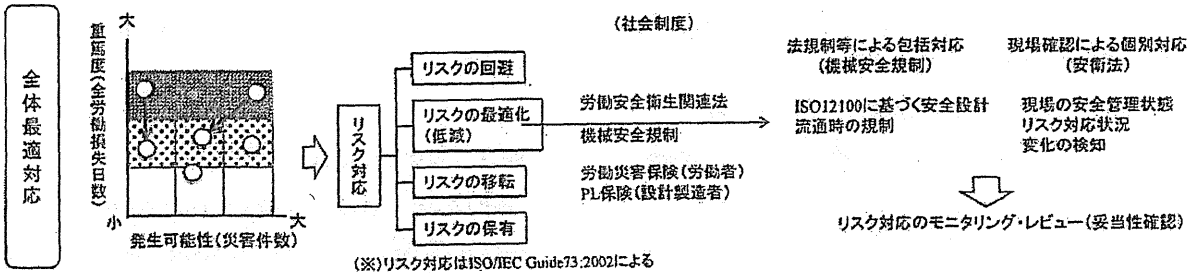 全体最適対応
大
重篤度(全労働損失日数)
小
大
発生可能性(災害件数)
リスク対応
リスクの回避
リスクの最適化
(低減)
リスクの移転
リスクの保有
(※)リスク対応はISO/IEC Guide73:2002による
(社会制度)
労働安全衛生関連法
機械安全規制
労働災害保険(労働者)
PL保険(設計製造者)
法規制等による包括対応
(機械安全規制)
ISO12100に基づく安全設計
流通時の規制
現場確認による個別対応
(安衛法)
現場の安全管理状態
リスク対応状況
変化の検知
リスク対応のモニタリング・レビュー(妥当性確認)